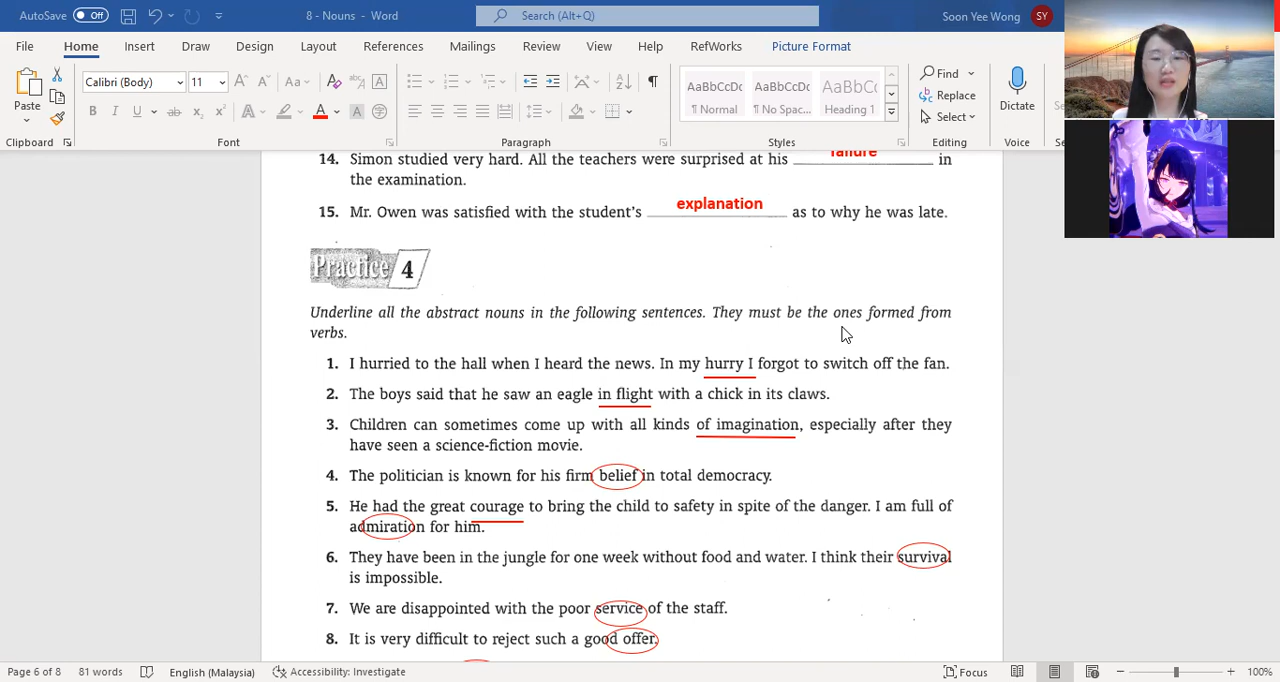 AutoSave Off 8 - Nouns - Word Search (Alt+Q) Soon Yee Wong SY
File Home Insert Draw Design Layout References Mailings Review View Help RefWorks Picture Format
Paste Calibri (Body) 11 Aa A AaBbCcDc AaBbCcDc AaBbCc Find Replace Select Dictate
B I U ab x₂ x² A A A ¶ Normal ¶ No Spac... Heading 1
Clipboard Font Paragraph Styles Editing Voice
14. Simon studied very hard. All the teachers were surprised at his failure in
the examination.
15. Mr. Owen was satisfied with the student's explanation as to why he was late.
Practice 4
Underline all the abstract nouns in the following sentences. They must be the ones formed from
verbs.
1. I hurried to the hall when I heard the news. In my hurry I forgot to switch off the fan.
2. The boys said that he saw an eagle in flight with a chick in its claws.
3. Children can sometimes come up with all kinds of imagination, especially after they
have seen a science-fiction movie.
4. The politician is known for his firm belief in total democracy.
5. He had the great courage to bring the child to safety in spite of the danger. I am full of
admiration for him.
6. They have been in the jungle for one week without food and water. I think their survival
is impossible.
7. We are disappointed with the poor service of the staff.
8. It is very difficult to reject such a good offer.
Page 6 of 8 81 words English (Malaysia) Accessibility: Investigate Focus 100%